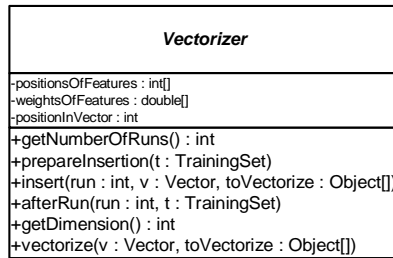 Vectorizer
-positionsOfFeatures : int[]
-weightsOfFeatures : double[]
-positionInVector : int
+getNumberOfRuns() : int
+prepareInsertion(t : TrainingSet)
+insert(run : int, v : Vector, toVectorize : Object[])
+afterRun(run : int, t : TrainingSet)
+getDimension() : int
+vectorize(v : Vector, toVectorize : Object[])